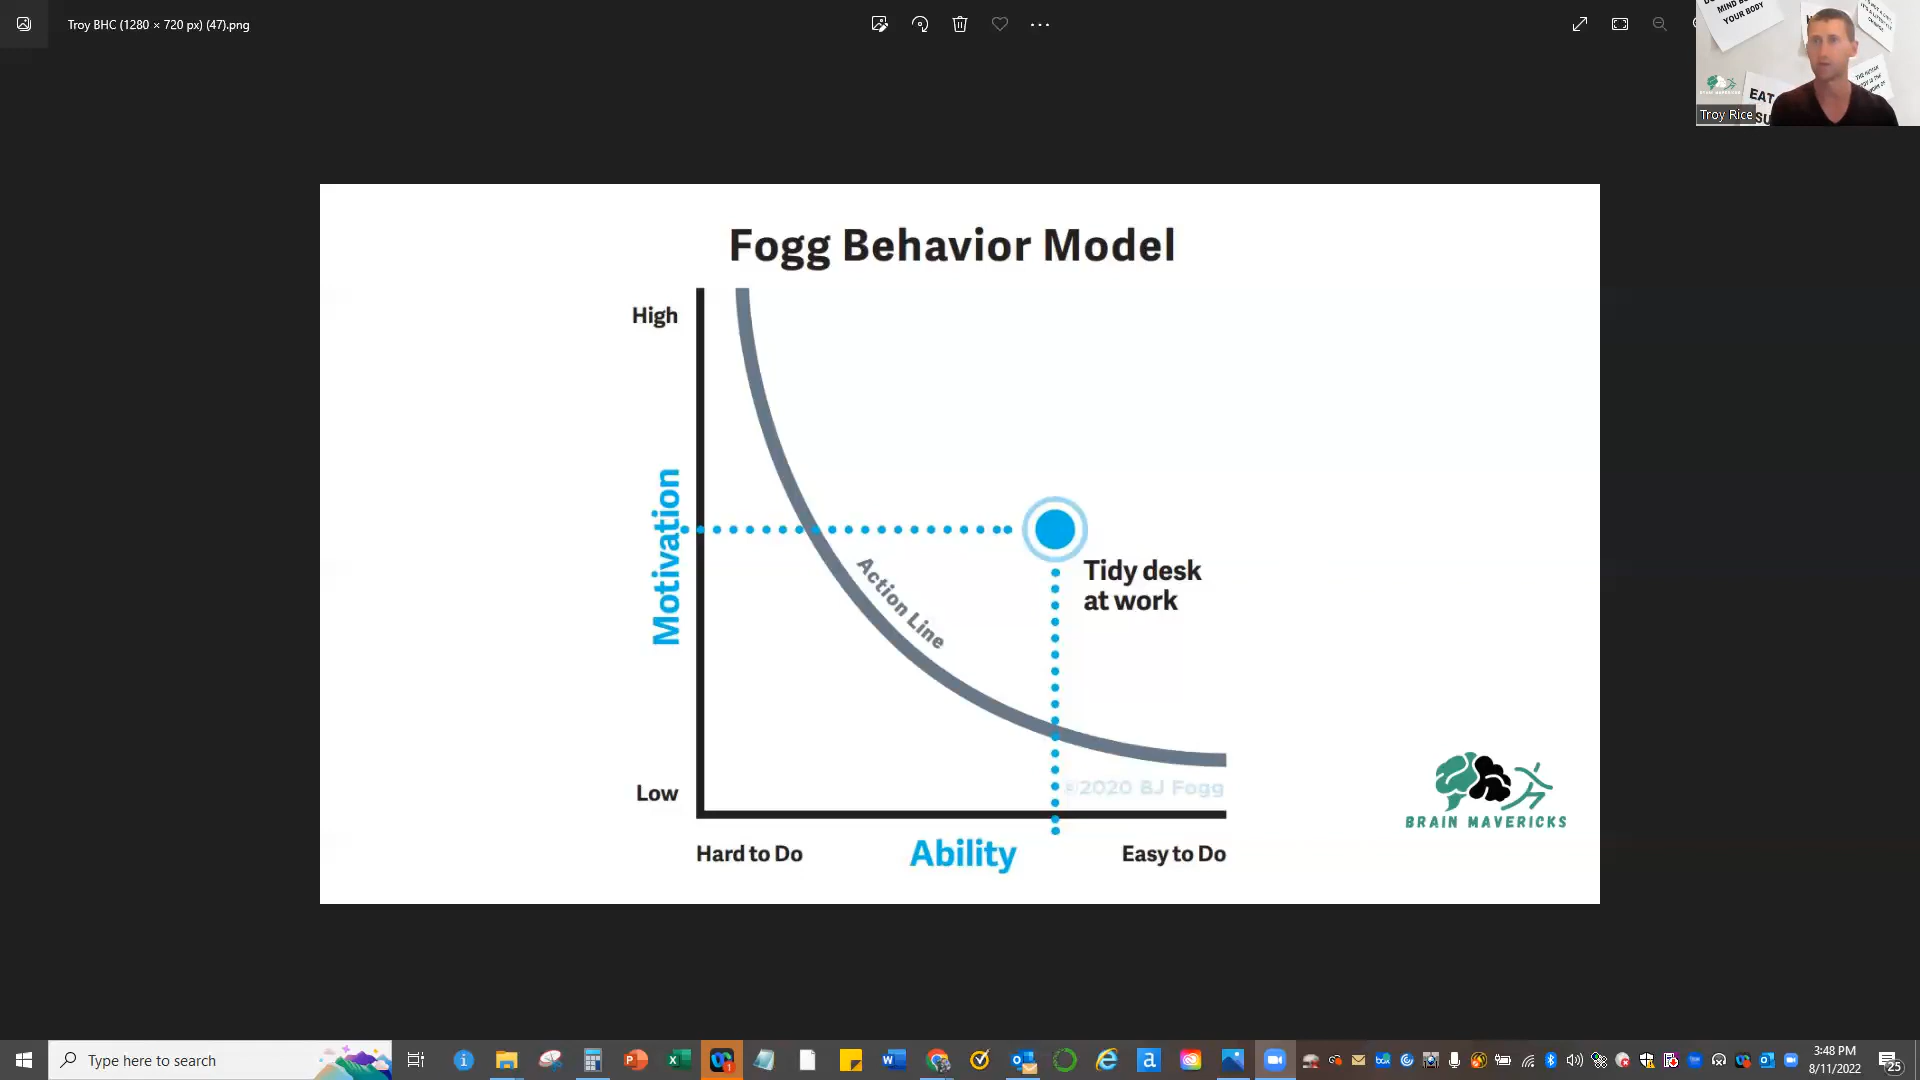 Troy BHC (1280 × 720 px) (47).png
MIND
YOUR BODY
EAT
BRAIN MAVERICKS
Troy Rice
Fogg Behavior Model
High
Motivation
Action Line
Tidy desk
at work
Low
©2020 BJ Fogg
Hard to Do
Ability
Easy to Do
BRAIN MAVERICKS
Type here to search
3:48 PM
8/11/2022
25